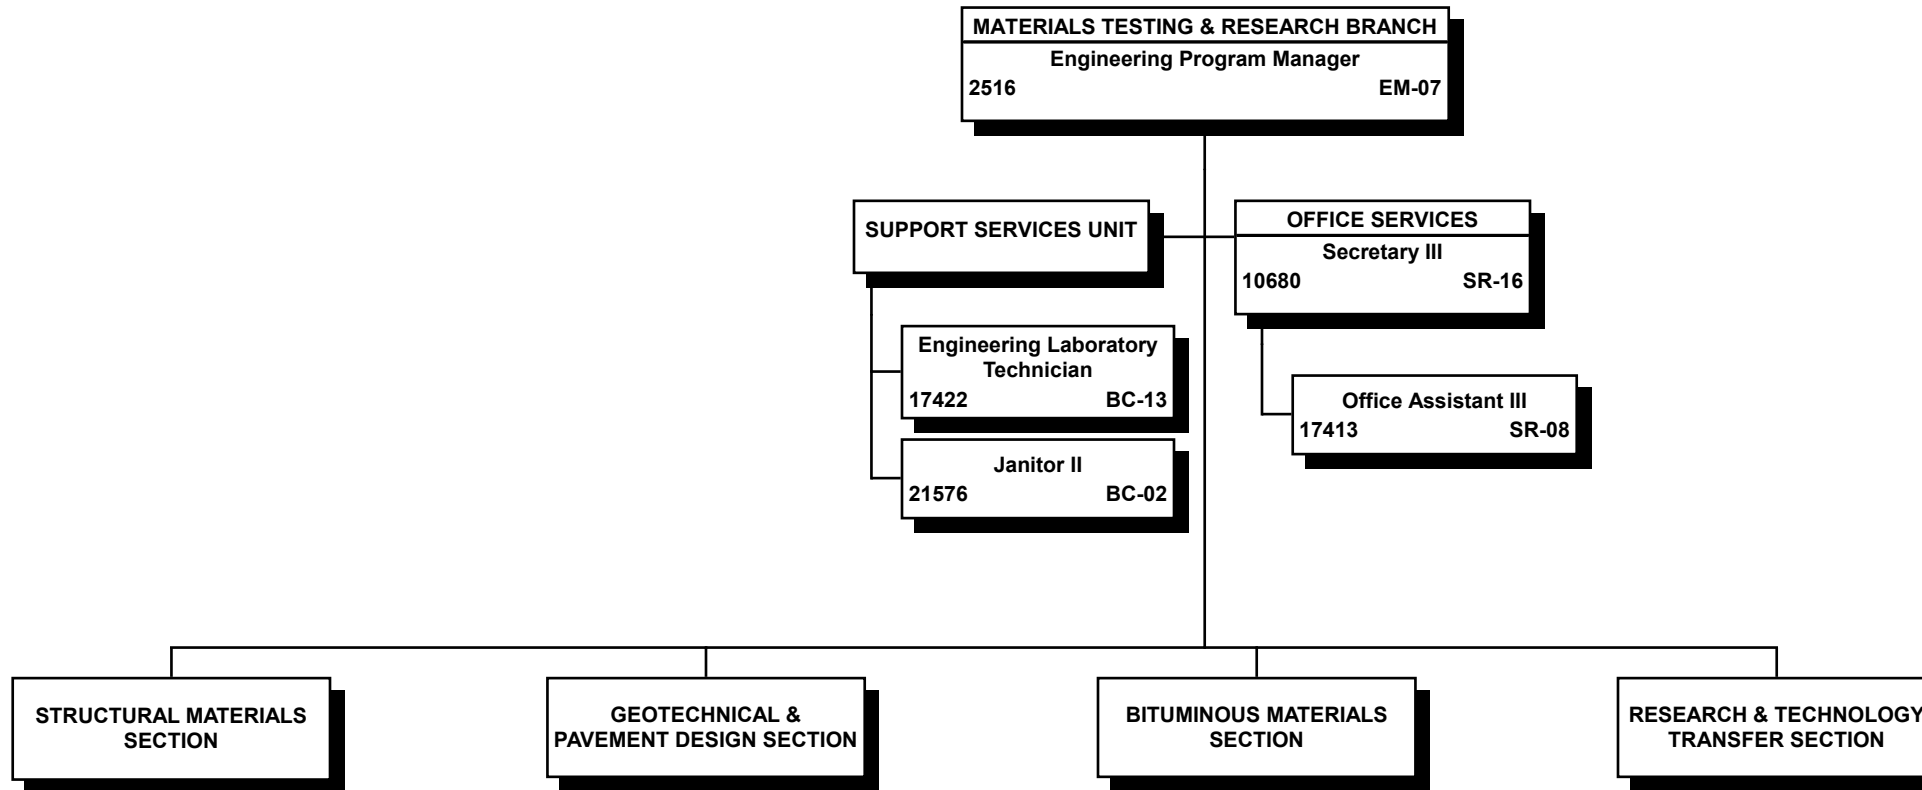 MATERIALS TESTING & RESEARCH BRANCH
Engineering Program Manager
2516 EM-07
SUPPORT SERVICES UNIT
OFFICE SERVICES
Secretary III
10680 SR-16
Engineering Laboratory
Technician
17422 BC-13
Office Assistant III
17413 SR-08
Janitor II
21576 BC-02
STRUCTURAL MATERIALS
SECTION
GEOTECHNICAL &
PAVEMENT DESIGN SECTION
BITUMINOUS MATERIALS
SECTION
RESEARCH & TECHNOLOGY
TRANSFER SECTION